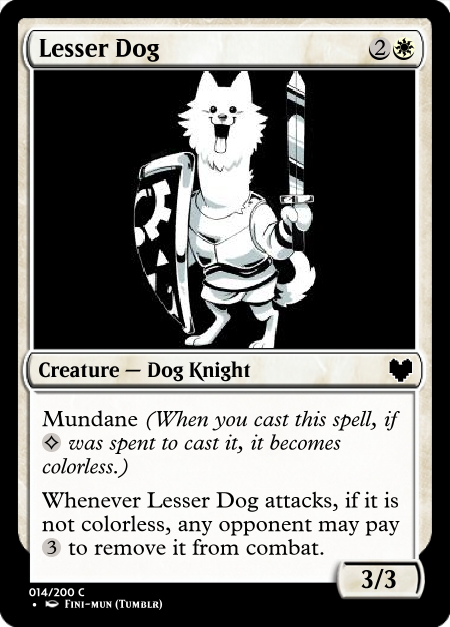 Lesser Dog 2
Creature — Dog Knight
Mundane (When you cast this spell, if
was spent to cast it, it becomes
colorless.)
Whenever Lesser Dog attacks, if it is
not colorless, any opponent may pay
3 to remove it from combat.
3/3
014/200 C
• Fini-mun (Tumblr)